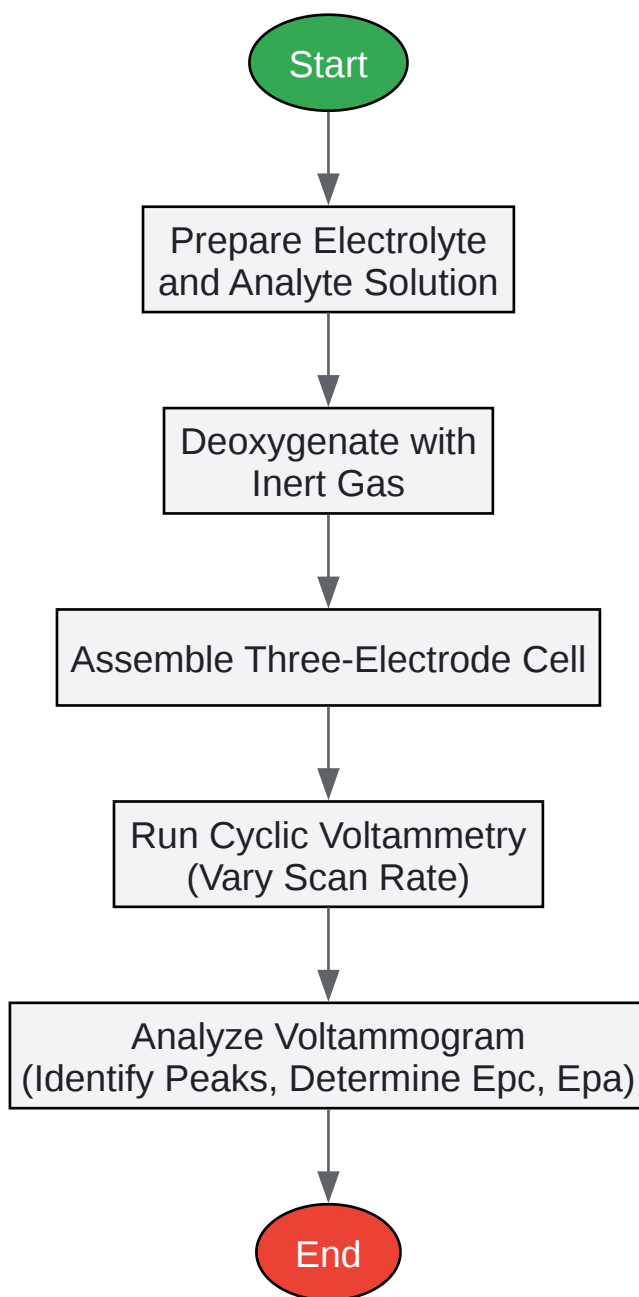 Start
Prepare Electrolyte
and Analyte Solution
Deoxygenate with
Inert Gas
Assemble Three-Electrode Cell
Run Cyclic Voltammetry
(Vary Scan Rate)
Analyze Voltammogram
(Identify Peaks, Determine Epc, Epa)
End